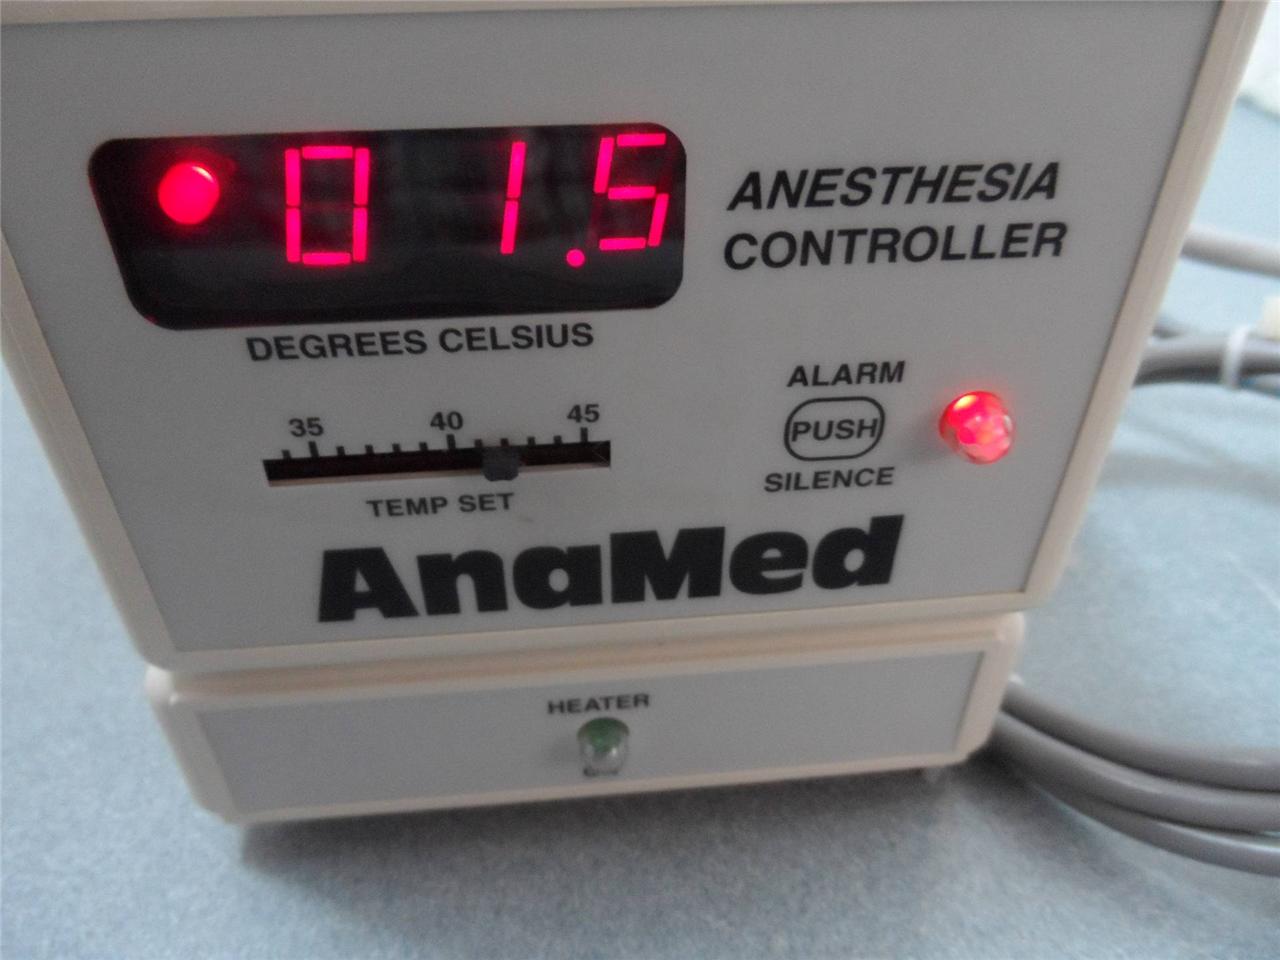 01.5
ANESTHESIA
CONTROLLER
DEGREES CELSIUS
35 40 45
TEMP SET
ALARM
PUSH
SILENCE
AnaMed
HEATER